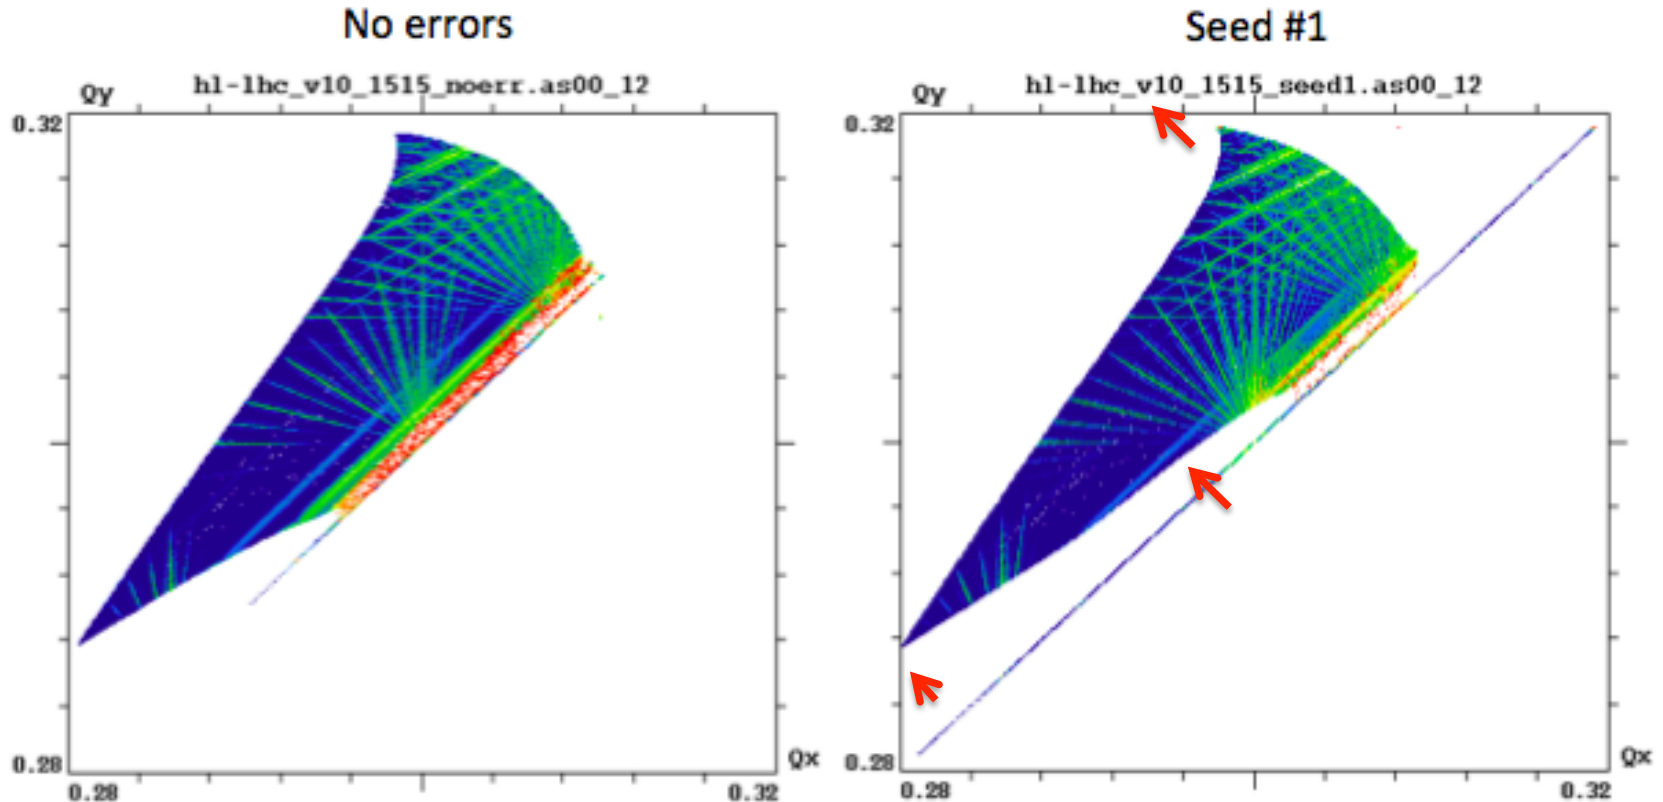 No errors
Seed #1
hl-lhc_v10_1515_noerr.as00_12
hl-lhc_v10_1515_seed1.as00_12
Qy
Qy
0.32
0.32
0.28
Qx
0.28
Qx
0.28
0.32
0.28
0.32